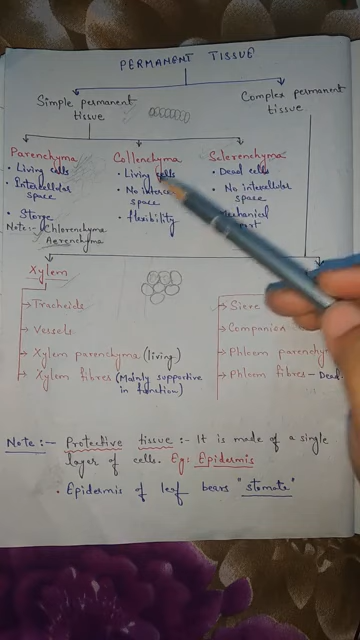 PERMANENT TISSUE
Simple permanent tissue
Complex permanent tissue
Parenchyma
• Living cells
• Intercellular space
• Storge
Note:- Chlorenchyma
Aerenchyma
Collenchyma
• Living cells
• No interce
space
• flexibility
Sclerenchyma
• Dead cells
• No intercellular space
Mechanical
Xylem
→ Tracheids
→ Vessels
→ Xylem parenchyma (living)
→ Xylem fibres (Mainly supportive in function)
→ Sieve
→ Companion
→ Phloem parenchy
→ Phloem fibres - Dead.
Note:- Protective tissue :- It is made of a single
layer of cells. Eg: Epidermis
• Epidermis of leaf bears "stomata"